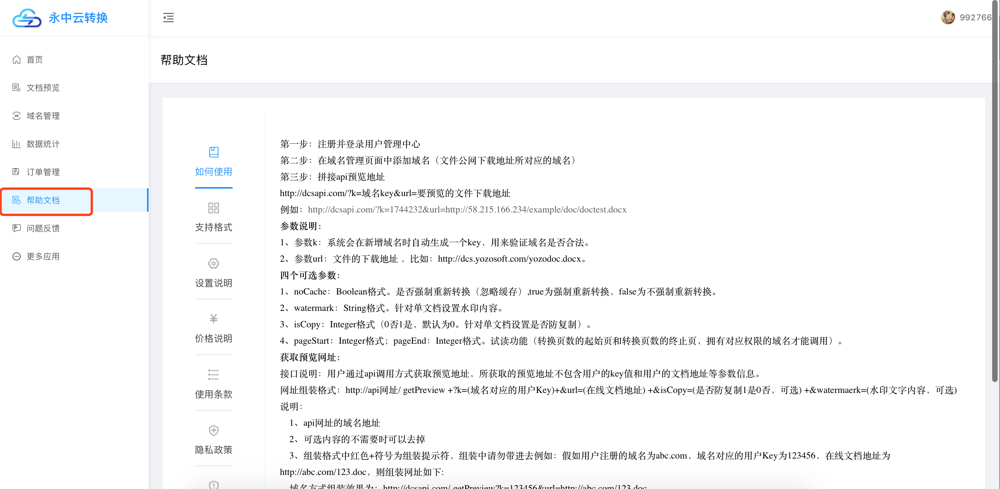 永中云转换
992766
首页
文档预览
域名管理
数据统计
订单管理
帮助文档
问题反馈
更多应用
帮助文档
如何使用
支持格式
设置说明
价格说明
使用条款
隐私政策
第一步：注册并登录用户管理中心
第二步：在域名管理页面中添加域名（文件公网下载地址所对应的域名）
第三步：拼接api预览地址
http://dcsapi.com/?k=域名key&url=要预览的文件下载地址
例如：http://dcsapi.com/?k=1744232&url=http://58.215.166.234/example/doc/doctest.docx
参数说明：
1、参数k：系统会在新增域名时自动生成一个key，用来验证域名是否合法。
2、参数url：文件的下载地址 ，比如：http://dcs.yozosoft.com/yozodoc.docx。
四个可选参数：
1、noCache：Boolean格式。是否强制重新转换（忽略缓存）,true为强制重新转换，false为不强制重新转换。
2、watermark：String格式。针对单文档设置水印内容。
3、isCopy：Integer格式（0否1是，默认为0。针对单文档设置是否防复制）。
4、pageStart：Integer格式；pageEnd：Integer格式。试读功能（转换页数的起始页和转换页数的终止页，拥有对应权限的域名才能调用）。
获取预览网址：
接口说明：用户通过api调用方式获取预览地址，所获取的预览地址不包含用户的key值和用户的文档地址等参数信息。
网址组装格式：http://api网址/ getPreview +?k=(域名对应的用户Key)+&url=(在线文档地址) +&isCopy=(是否防复制1是0否，可选) +&watermaerk=(水印文字内容，可选)
说明：
1、api网址的域名地址
2、可选内容的不需要时可以去掉
3、组装格式中红色+符号为组装提示符，组装中请勿带进去例如：假如用户注册的域名为abc.com，域名对应的用户Key为123456，在线文档地址为
http://abc.com/123.doc，则组装网址如下:
域名方式组装效果为：http://dcsapi.com/ getPreview?k=123456&url=http://abc.com/123.doc